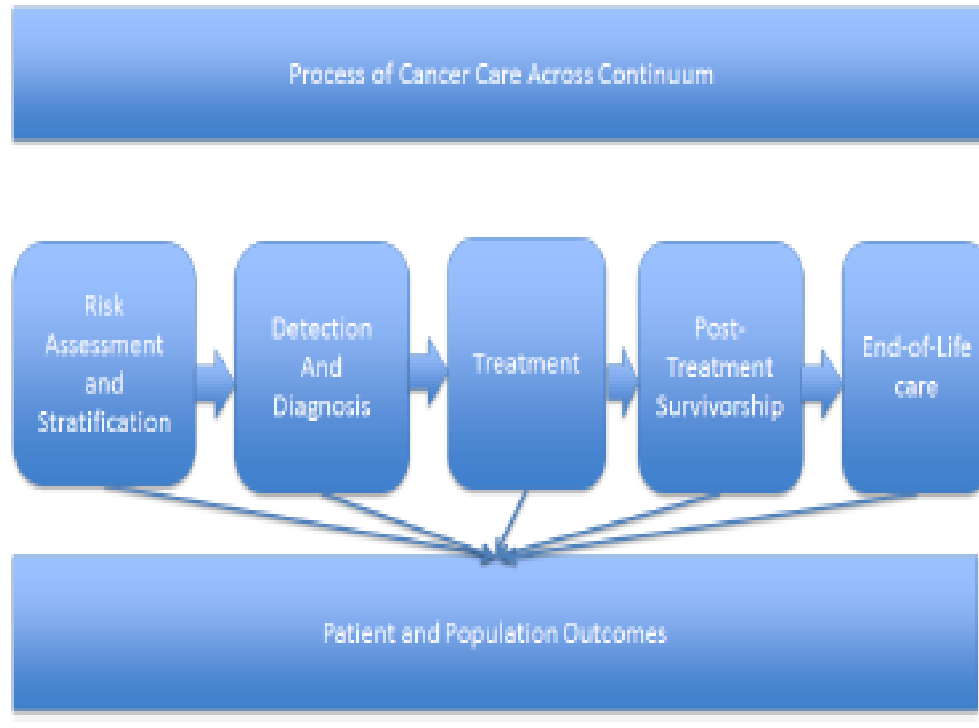 Process of Cancer Care Across Continuum
Risk
Assessment
and
Stratification
Detection
And
Diagnosis
Treatment
Post-
Treatment
Survivorship
End-of-Life
care
Patient and Population Outcomes